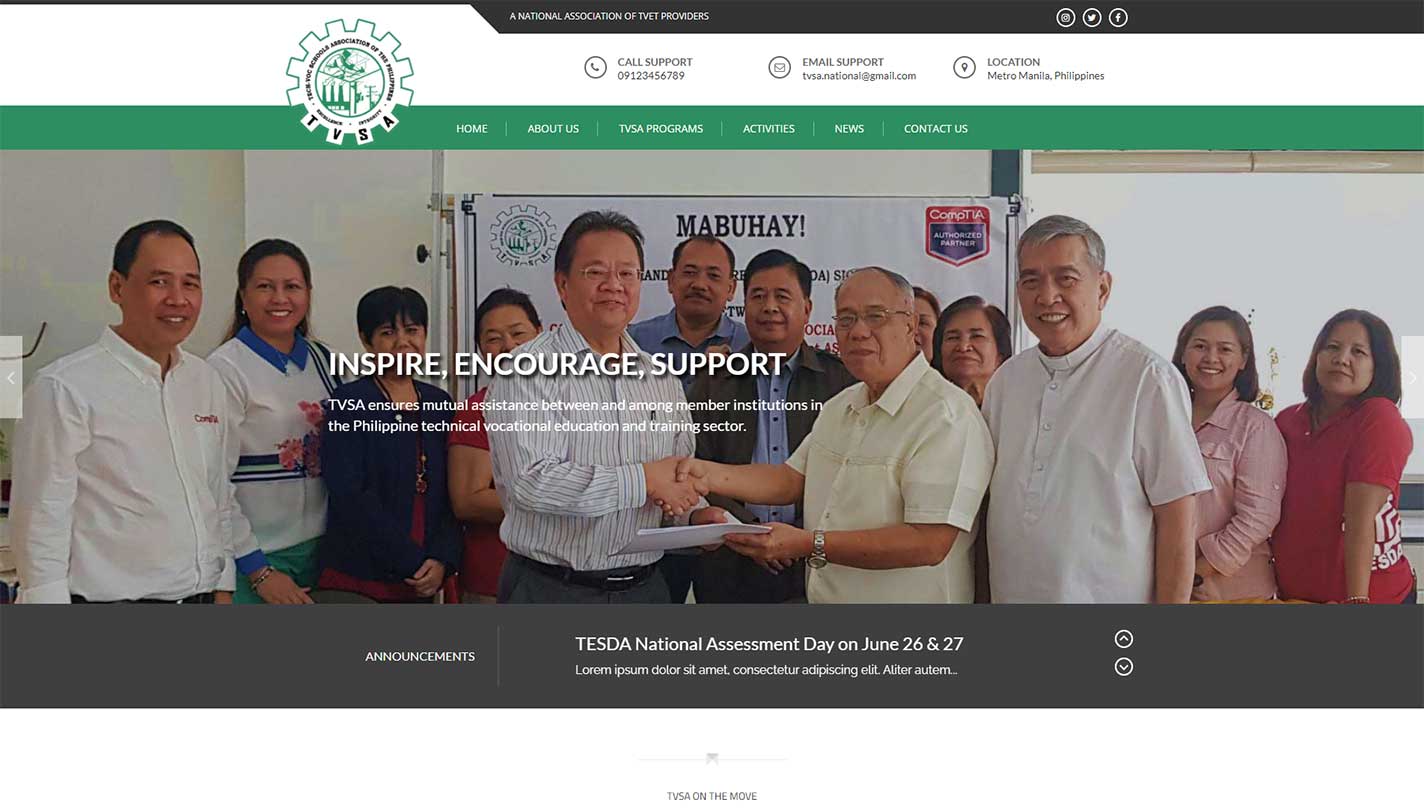 A NATIONAL ASSOCIATION OF TVET PROVIDERS
TECH-VOC SCHOOLS ASSOCIATION OF THE PHILIPPINES
EXCELLENCE • INTEGRITY
TVSA
CALL SUPPORT
09123456789
EMAIL SUPPORT
tvsa.national@gmail.com
LOCATION
Metro Manila, Philippines
HOME
ABOUT US
TVSA PROGRAMS
ACTIVITIES
NEWS
CONTACT US
MABUHAY!
TVSA
CompTIA
AUTHORIZED
PARTNER
CompTIA
INSPIRE, ENCOURAGE, SUPPORT
TVSA ensures mutual assistance between and among member institutions in
the Philippine technical vocational education and training sector.
ANNOUNCEMENTS
TESDA National Assessment Day on June 26 & 27
Lorem ipsum dolor sit amet, consectetur adipiscing elit. Aliter autem...
TVSA ON THE MOVE